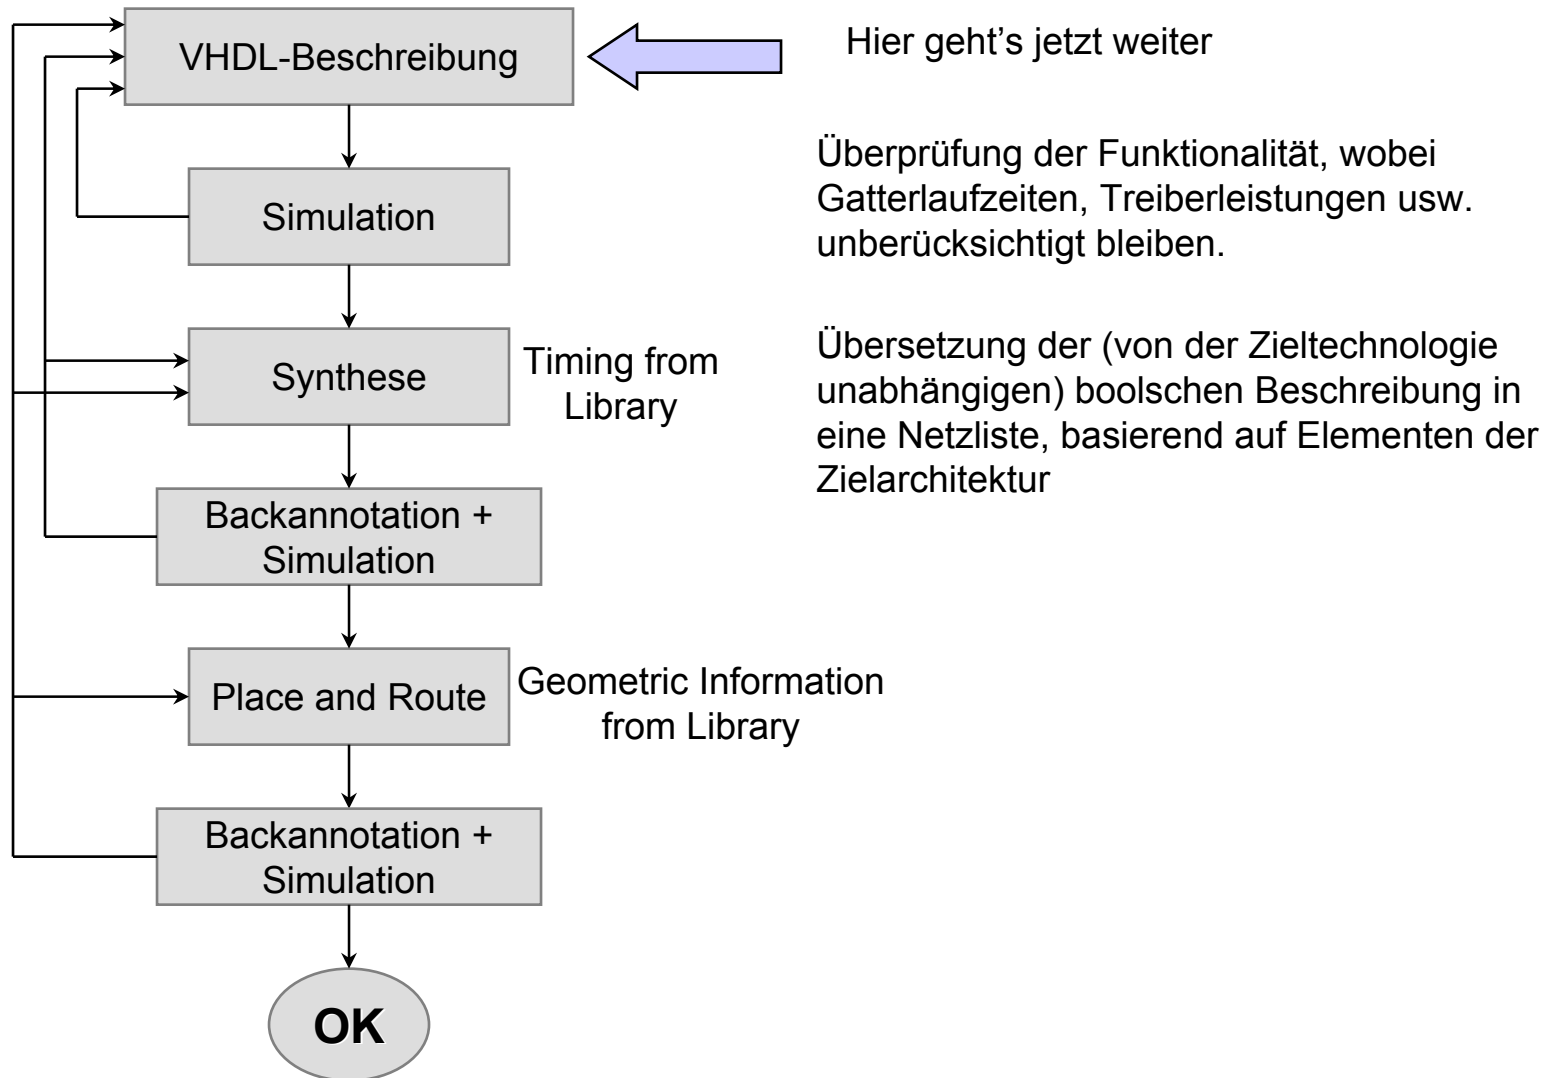 VHDL-Beschreibung
Hier geht’s jetzt weiter
Überprüfung der Funktionalität, wobei
Gatterlaufzeiten, Treiberleistungen usw.
unberücksichtigt bleiben.
Simulation
Synthese
Timing from
Library
Übersetzung der (von der Zieltechnologie
unabhängigen) boolschen Beschreibung in
eine Netzliste, basierend auf Elementen der
Zielarchitektur
Backannotation +
Simulation
Place and Route
Geometric Information
from Library
Backannotation +
Simulation
OK